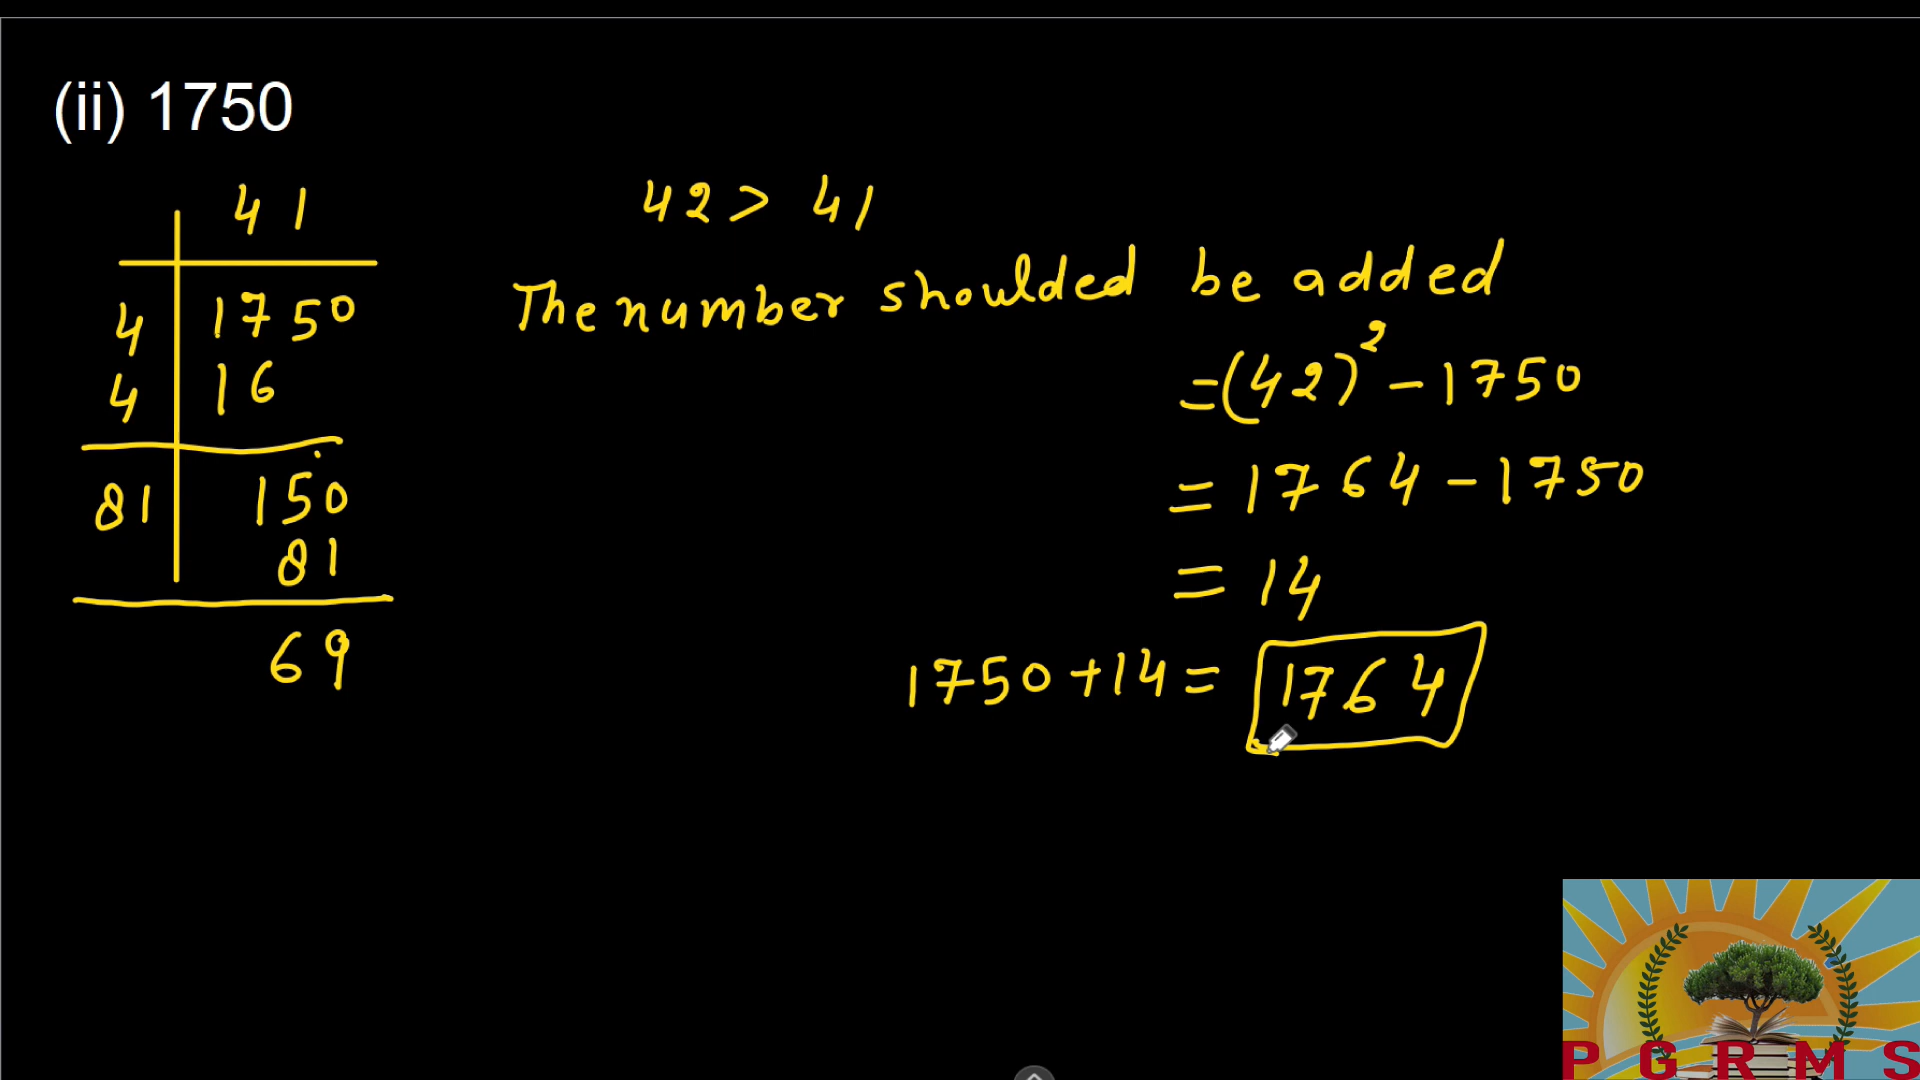 (ii) 1750
41
4 1750
4 16
81 150
81
69
42 > 41
The number shoulded be added
= (42)² - 1750
= 1764 - 1750
= 14
1750 + 14 = 1764
P G R M S